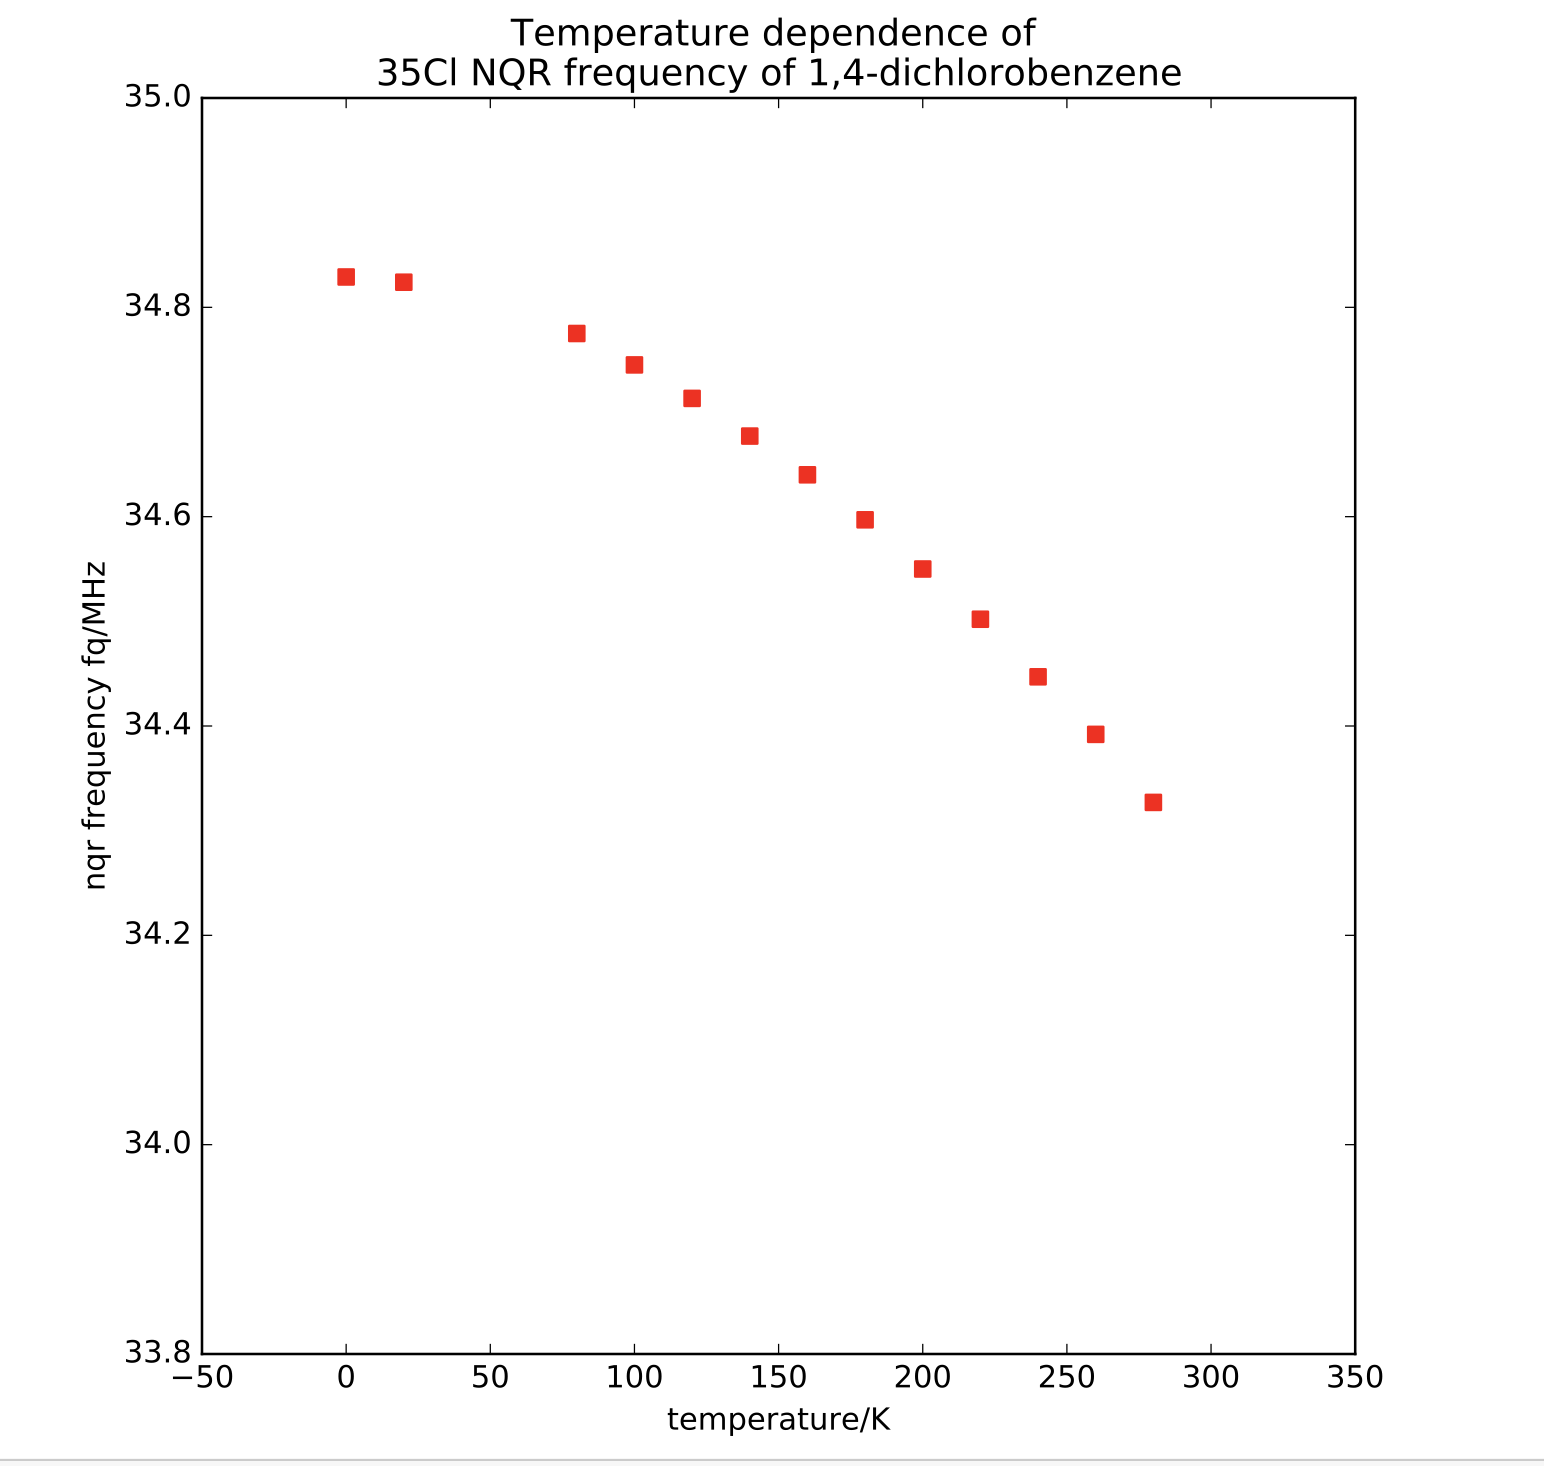 Temperature dependence of
35Cl NQR frequency of 1,4-dichlorobenzene
35.0
34.8
34.6
34.4
34.2
34.0
33.8
nqr frequency fq/MHz
−50 0 50 100 150 200 250 300 350
temperature/K